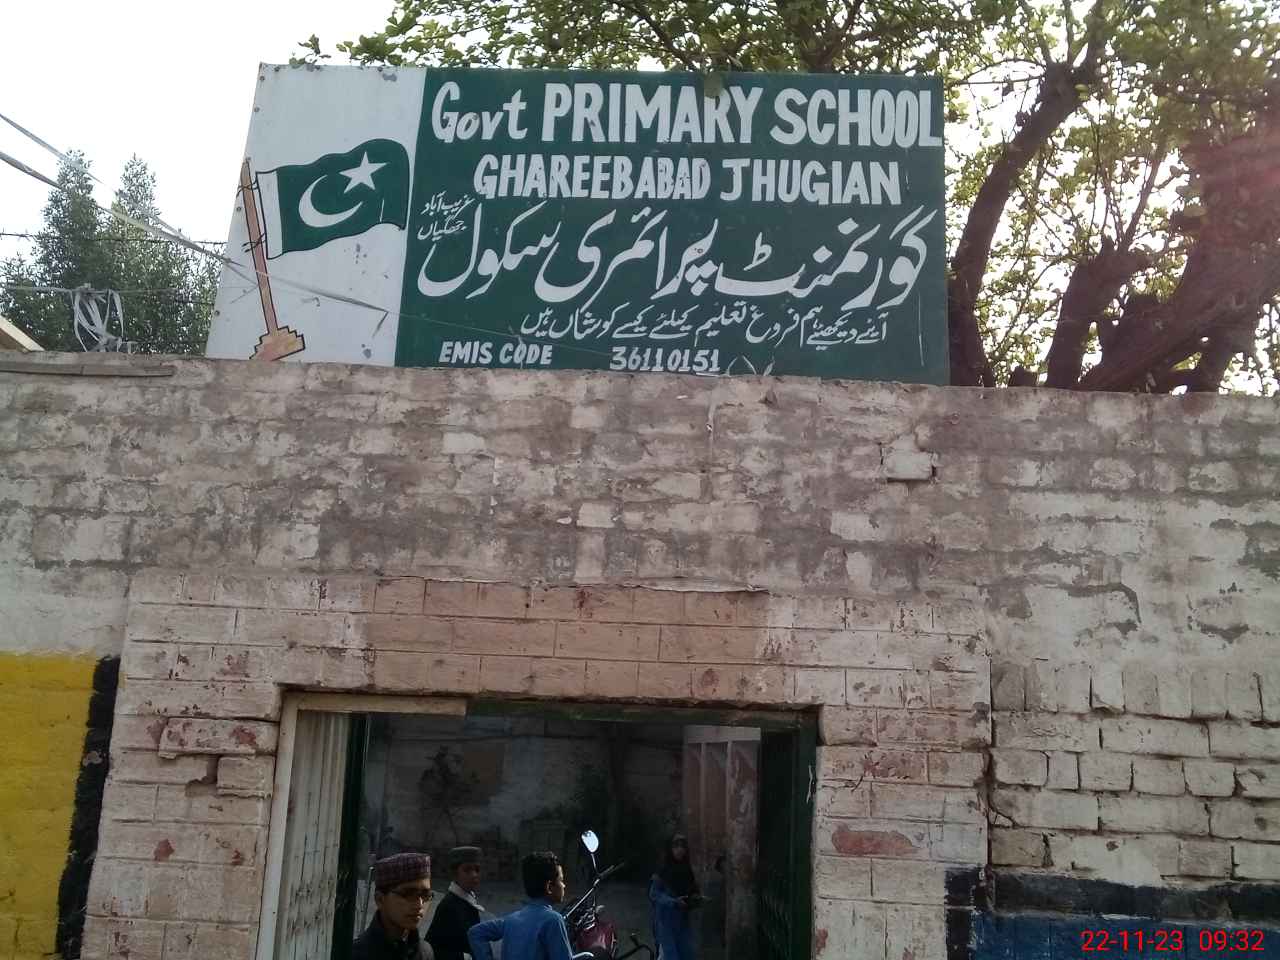 Govt PRIMARY SCHOOL
GHAREEBABAD JHUGIAN
غریب آباد
جھگیاں
گورنمنٹ پرائمری سکول
آیئے دیکھیئے ہم فروغ تعلیم کیلئے کیسے کوشاں ہیں
EMIS CODE 36110151
22-11-23 09:32